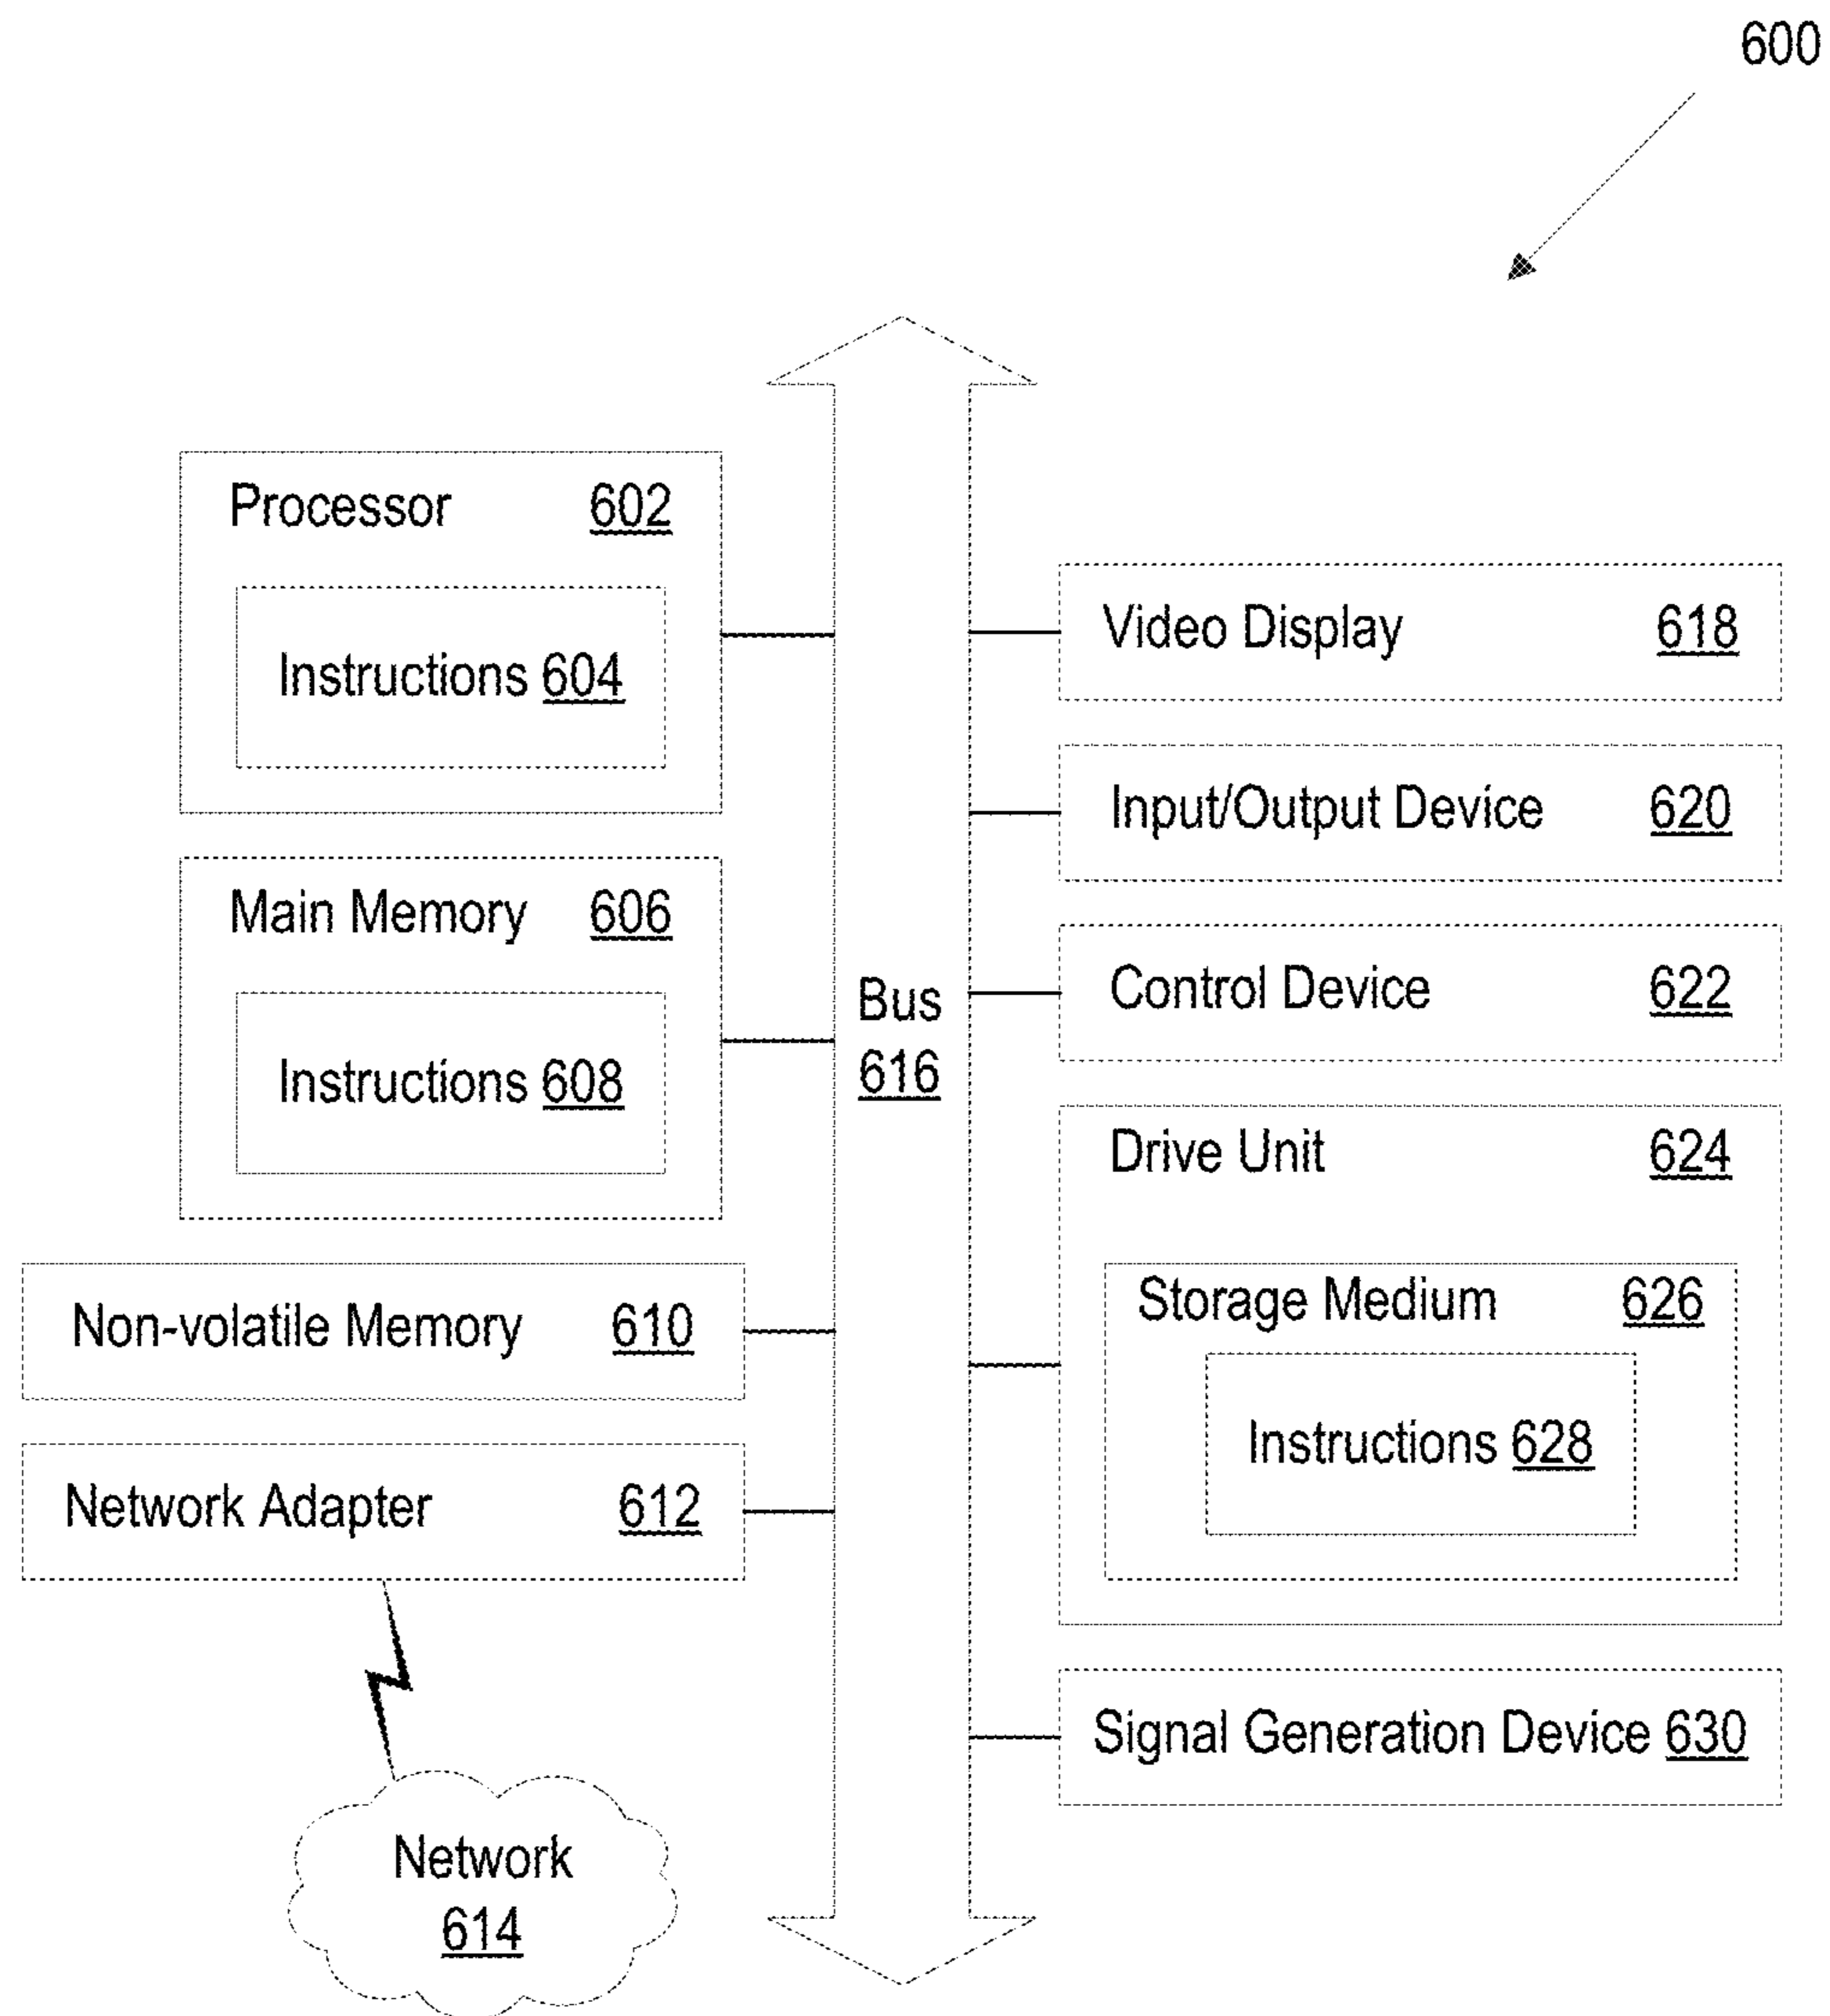 600
Processor 602
Instructions 604
Main Memory 606
Instructions 608
Non-volatile Memory 610
Network Adapter 612
Network
614
Bus
616
Video Display 618
Input/Output Device 620
Control Device 622
Drive Unit 624
Storage Medium 626
Instructions 628
Signal Generation Device 630